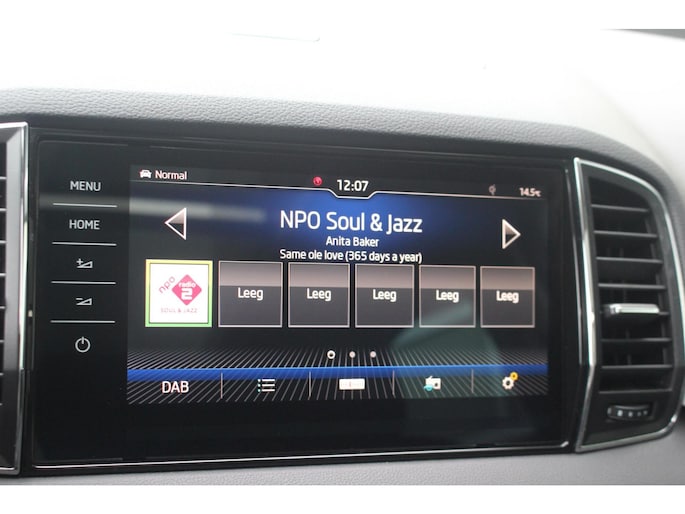 MENU
HOME
Normal
12:07
14.5°C
NPO Soul & Jazz
Anita Baker
Same ole love (365 days a year)
npo radio 2
SOUL & JAZZ
Leeg
Leeg
Leeg
Leeg
Leeg
DAB